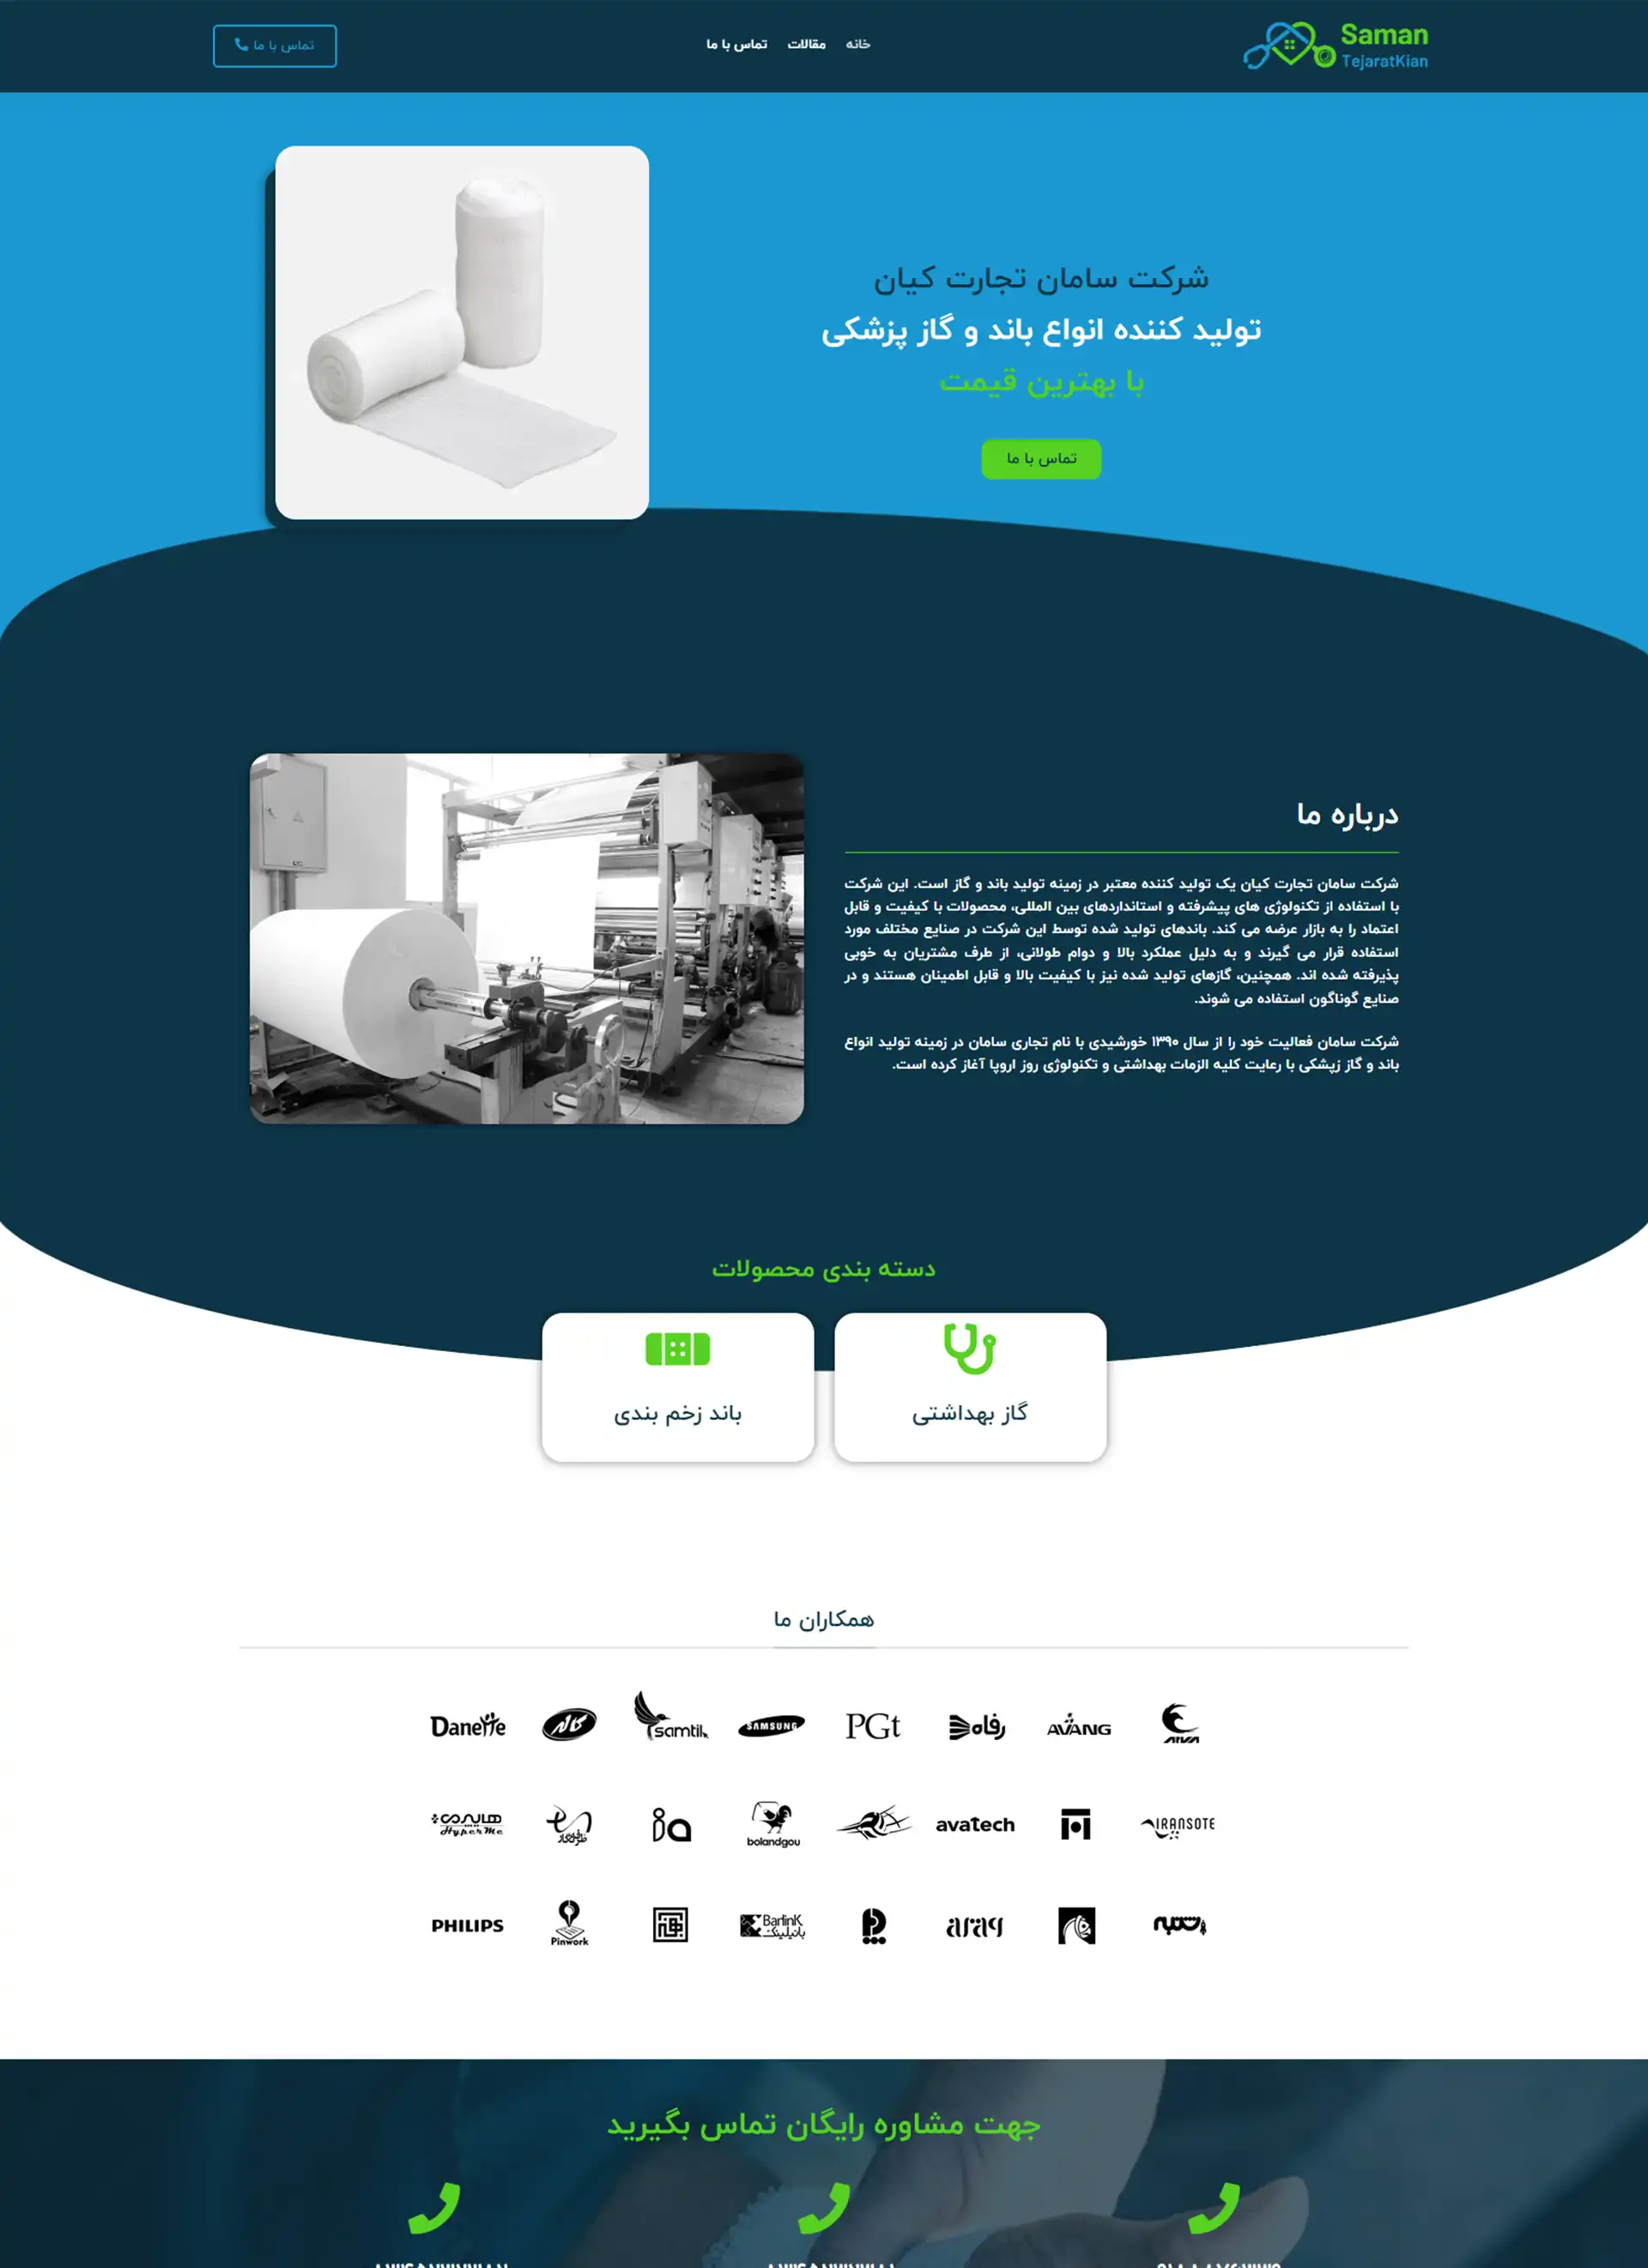 Saman
TejaratKian
خانه
مقالات
تماس با ما
تماس با ما
شرکت سامان تجارت کیان
تولید کننده انواع باند و گاز پزشکی
با بهترین قیمت
تماس با ما
درباره ما
شرکت سامان تجارت کیان یک تولید کننده معتبر در زمینه تولید باند و گاز است. این شرکت
با استفاده از تکنولوژی های پیشرفته و استانداردهای بین المللی، محصولات با کیفیت و قابل
اعتماد را به بازار عرضه می کند. باندهای تولید شده توسط این شرکت در صنایع مختلف مورد
استفاده قرار می گیرند و به دلیل عملکرد بالا و دوام طولانی، از طرف مشتریان به خوبی
پذیرفته شده اند. همچنین، گازهای تولید شده نیز با کیفیت بالا و قابل اطمینان هستند و در
صنایع گوناگون استفاده می شوند.
شرکت سامان فعالیت خود را از سال ۱۳۹۰ خورشیدی با نام تجاری سامان در زمینه تولید انواع
باند و گاز زپشکی با رعایت کلیه الزمات بهداشتی و تکنولوژی روز اروپا آغاز کرده است.
دسته بندی محصولات
گاز بهداشتی
باند زخم بندی
همکاران ما
AIVA
AVANG
رفاه
PGt
SAMSUNG
samtik
کاله
Danette
IRANSOTE
avatech
bolandgou
هایپرمی
HyperMe
araq
BarlinK
بارلینک
Pinwork
PHILIPS
جهت مشاوره رایگان تماس بگیرید